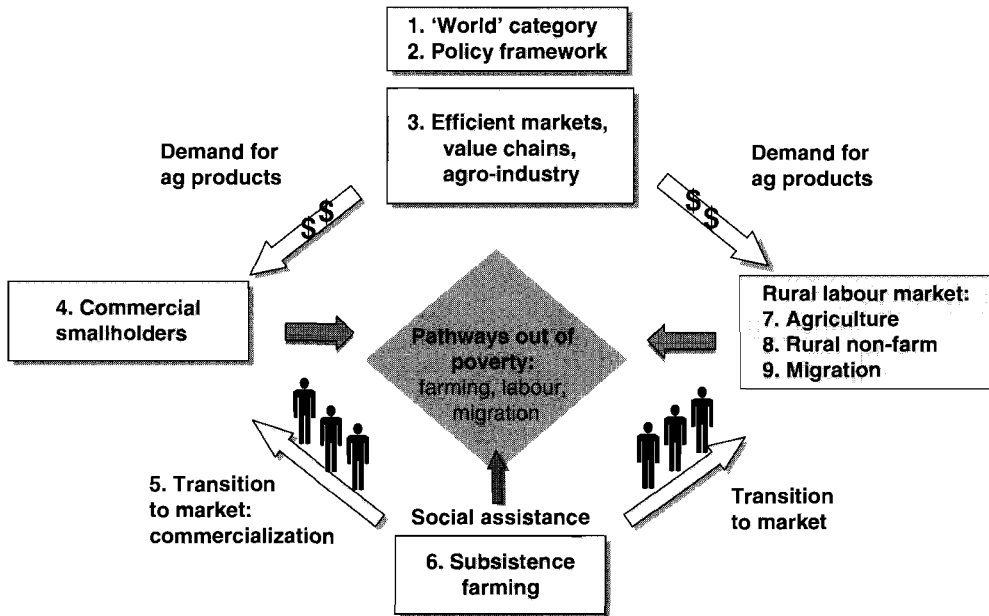 1. ‘World’ category
2. Policy framework
3. Efficient markets,
value chains,
agro-industry
Demand for
ag products
$ $
Demand for
ag products
$ $
4. Commercial
smallholders
Pathways out of
poverty:
farming, labour,
migration
Rural labour market:
7. Agriculture
8. Rural non-farm
9. Migration
5. Transition
to market:
commercialization
Social assistance
6. Subsistence
farming
Transition
to market